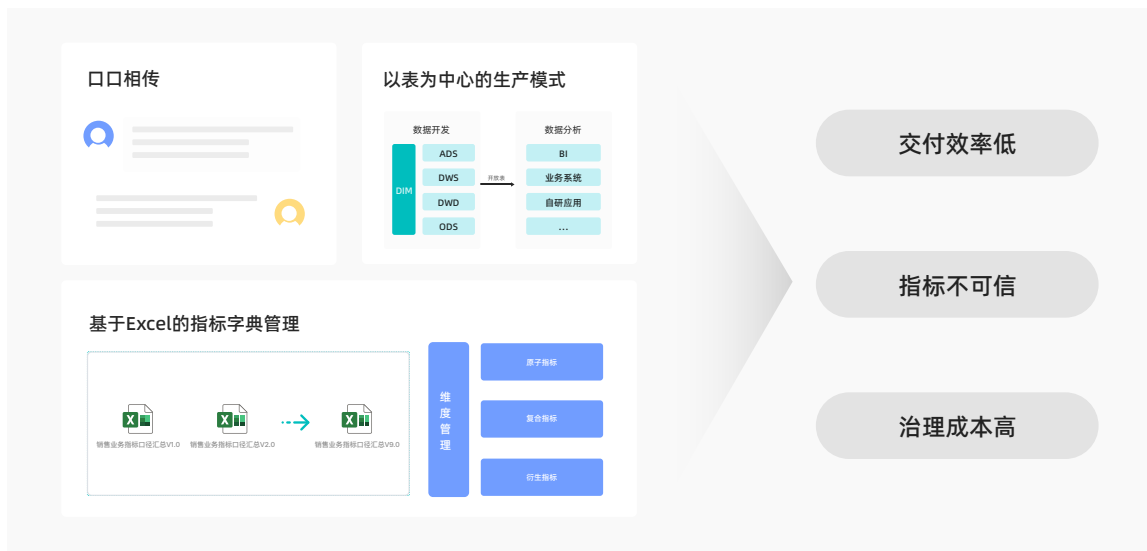 口口相传
以表为中心的生产模式
数据开发
数据分析
DIM
ADS
DWS
DWD
ODS
开放表
BI
业务系统
自研应用
...
基于Excel的指标字典管理
销售业务指标口径汇总V1.0
销售业务指标口径汇总V2.0
销售业务指标口径汇总V9.0
维度管理
原子指标
复合指标
衍生指标
交付效率低
指标不可信
治理成本高